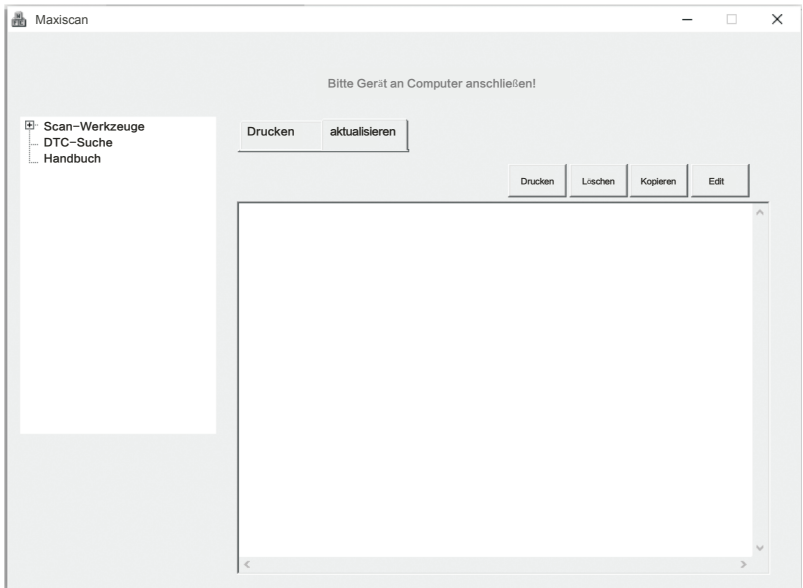 Maxiscan
Bitte Gerät an Computer anschließen!
Scan-Werkzeuge
DTC-Suche
Handbuch
Drucken aktualisieren
Drucken Löschen Kopieren Edit